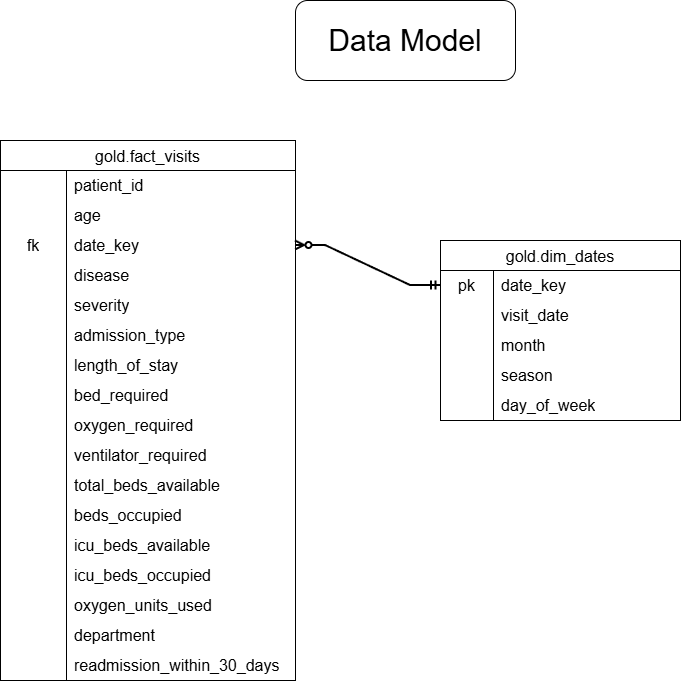 Data Model
gold.fact_visits
patient_id
age
fk date_key
disease
severity
admission_type
length_of_stay
bed_required
oxygen_required
ventilator_required
total_beds_available
beds_occupied
icu_beds_available
icu_beds_occupied
oxygen_units_used
department
readmission_within_30_days
gold.dim_dates
pk date_key
visit_date
month
season
day_of_week